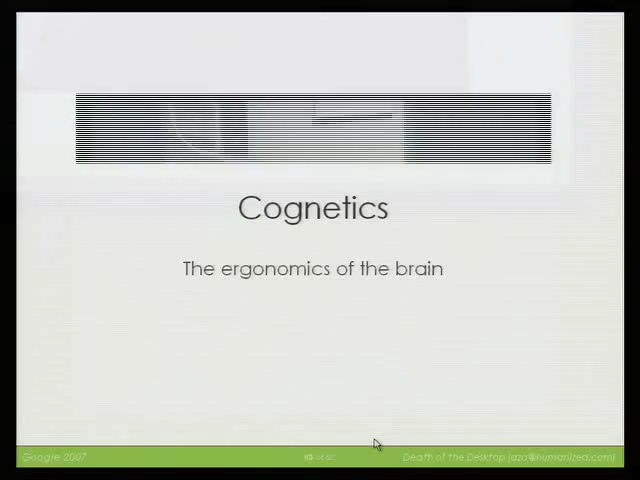 Cognetics
The ergonomics of the brain
Google 2007
Death of the Desktop (aza@humanized.com)